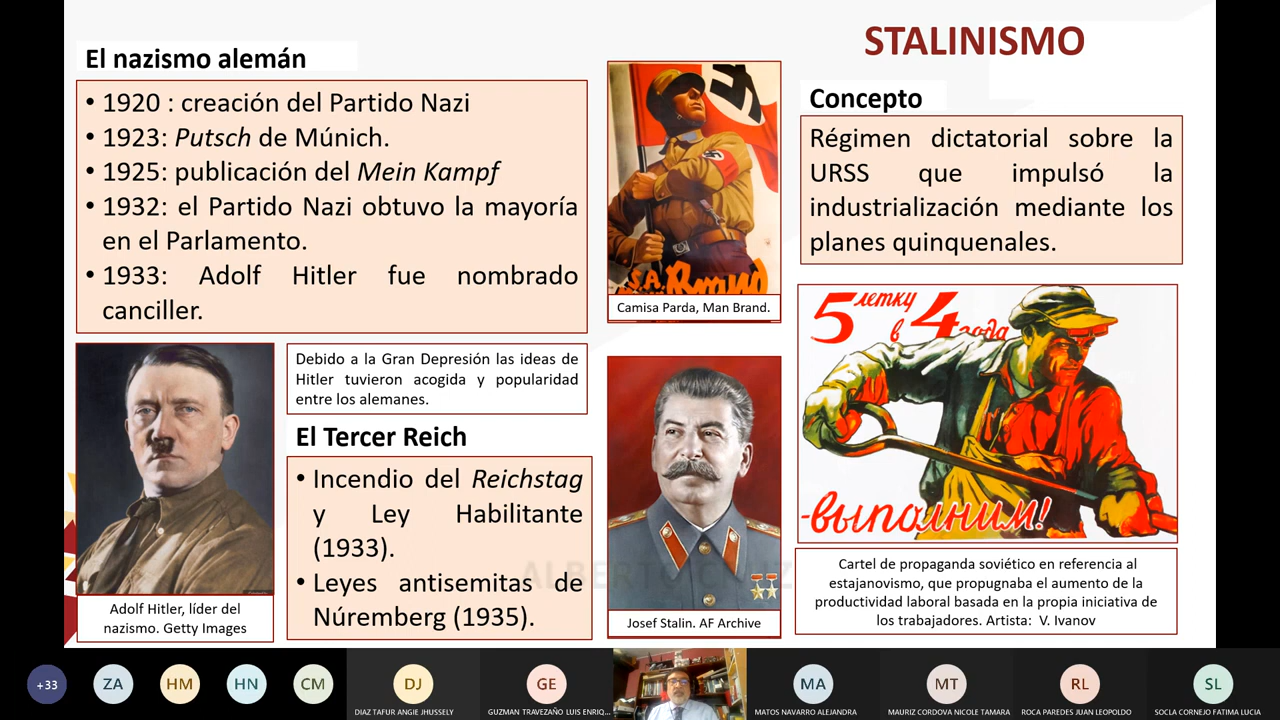 El nazismo alemán
• 1920 : creación del Partido Nazi
• 1923: Putsch de Múnich.
• 1925: publicación del Mein Kampf
• 1932: el Partido Nazi obtuvo la mayoría
en el Parlamento.
• 1933: Adolf Hitler fue nombrado
canciller.
Adolf Hitler, líder del
nazismo. Getty Images
Debido a la Gran Depresión las ideas de
Hitler tuvieron acogida y popularidad
entre los alemanes.
El Tercer Reich
• Incendio del Reichstag
y Ley Habilitante
(1933).
• Leyes antisemitas de
Núremberg (1935).
S.A.
Brand
Camisa Parda, Man Brand.
Josef Stalin. AF Archive
STALINISMO
Concepto
Régimen dictatorial sobre la
URSS que impulsó la
industrialización mediante los
planes quinquenales.
5 летку
в 4 года
-выполним!
Cartel de propaganda soviético en referencia al
estajanovismo, que propugnaba el aumento de la
productividad laboral basada en la propia iniciativa de
los trabajadores. Artista: V. Ivanov
+33
ZA
HM
HN
CM
DJ
DIAZ TAFUR ANGIE JHUSSELY
GE
GUZMAN TRAVEZAÑO LUIS ENRIQ...
MA
MATOS NAVARRO ALEJANDRA
MT
MAURIZ CORDOVA NICOLE TAMARA
RL
ROCA PAREDES JUAN LEOPOLDO
SL
SOCLA CORNEJO FATIMA LUCIA